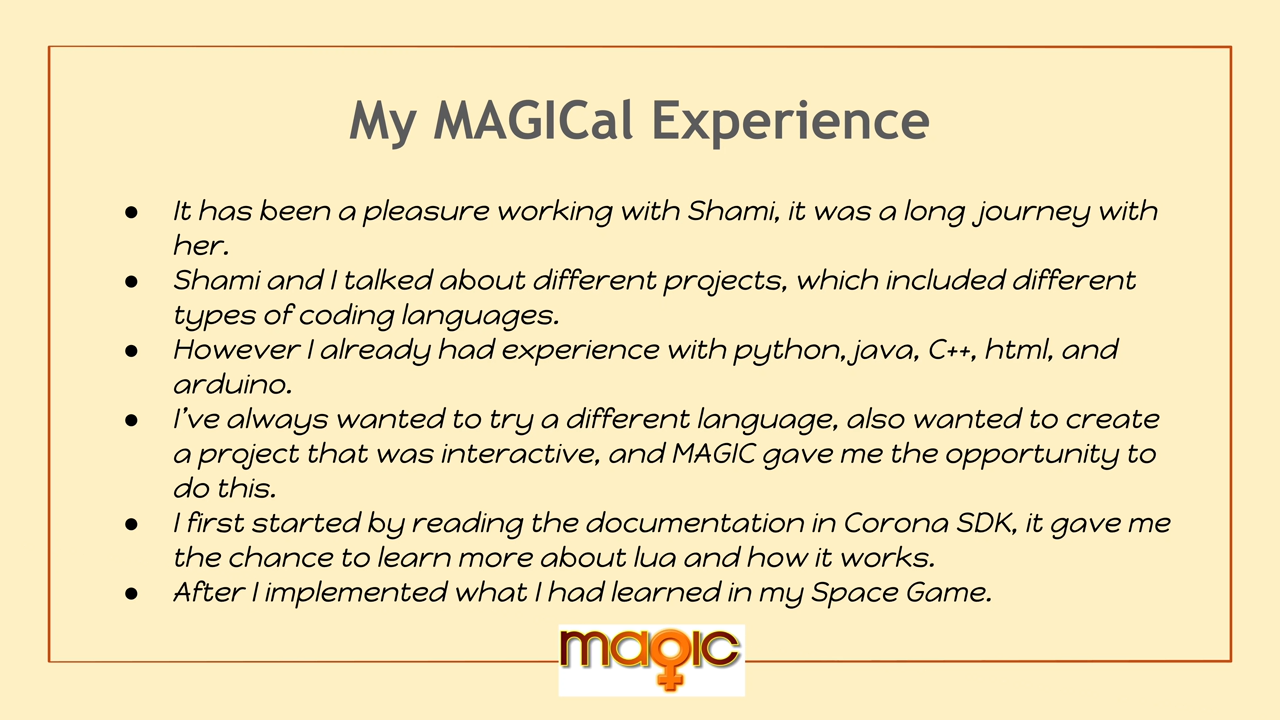 My MAGICal Experience
● It has been a pleasure working with Shami, it was a long journey with
her.
● Shami and I talked about different projects, which included different
types of coding languages.
● However I already had experience with python, java, C++, html, and
arduino.
● I've always wanted to try a different language, also wanted to create
a project that was interactive, and MAGIC gave me the opportunity to
do this.
● I first started by reading the documentation in Corona SDK, it gave me
the chance to learn more about lua and how it works.
● After I implemented what I had learned in my Space Game.
magic